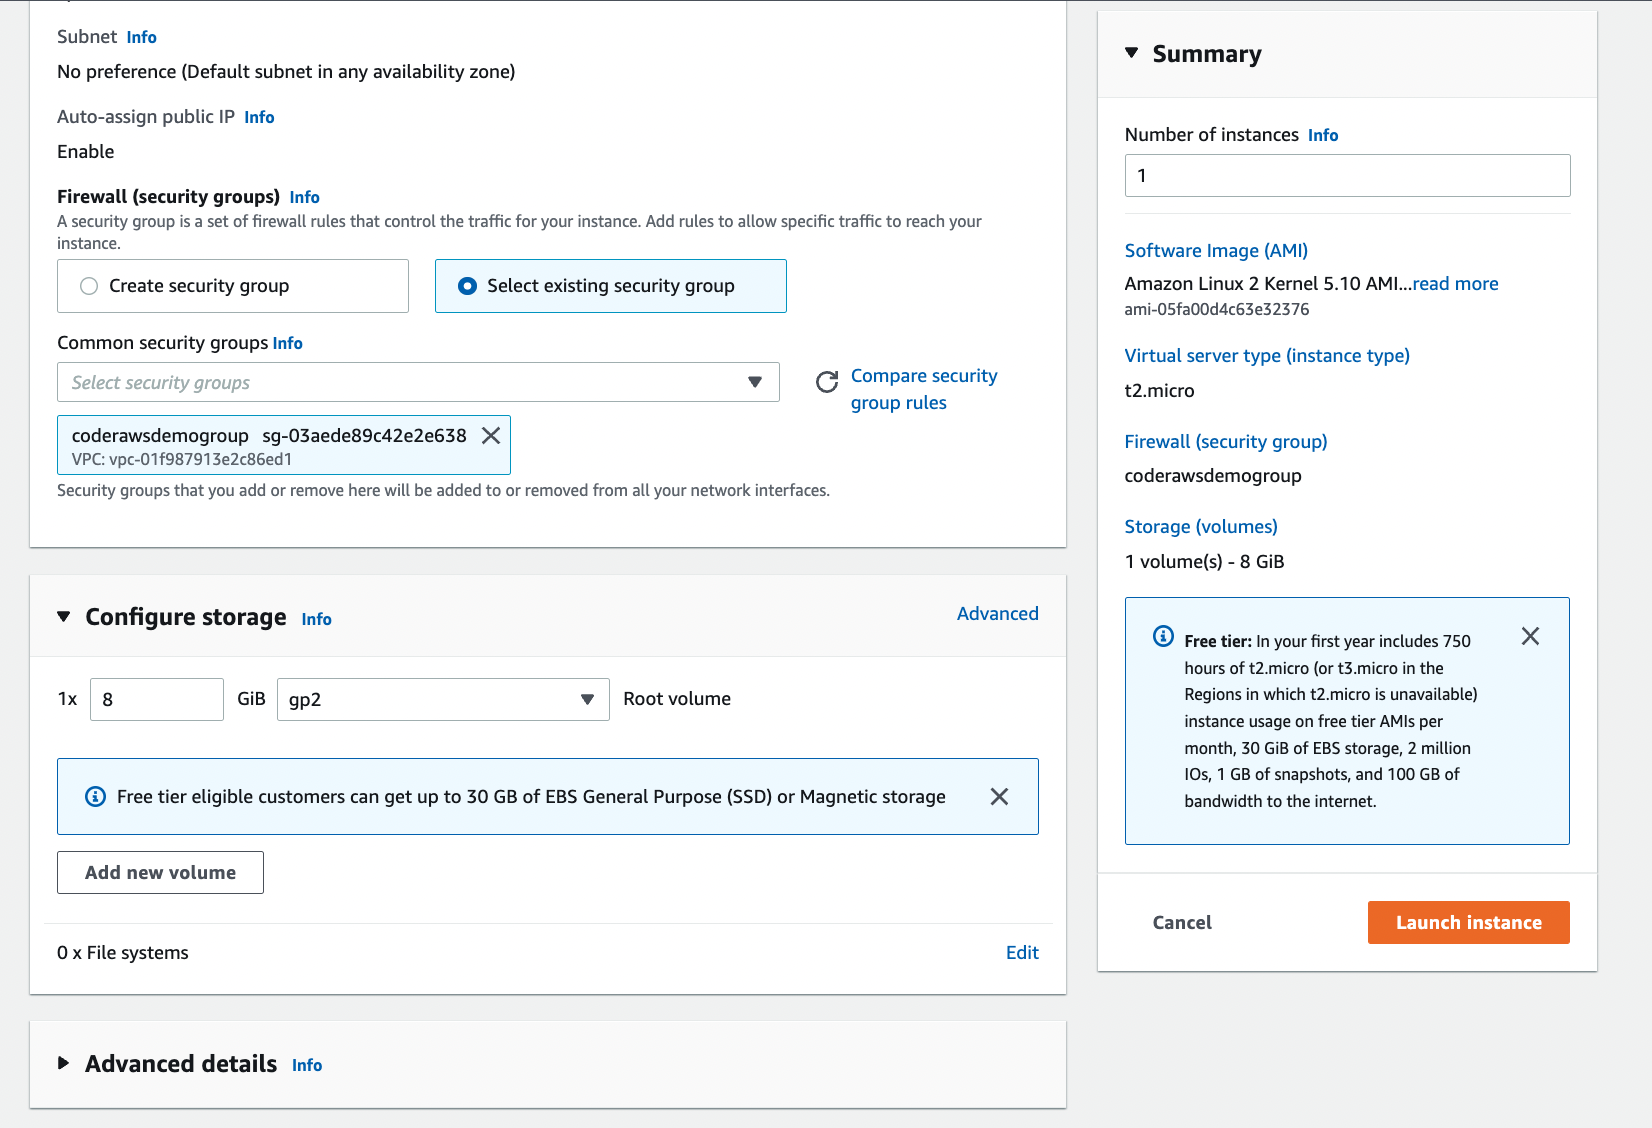 Subnet Info
No preference (Default subnet in any availability zone)
Auto-assign public IP Info
Enable
Firewall (security groups) Info
A security group is a set of firewall rules that control the traffic for your instance. Add rules to allow specific traffic to reach your
instance.
Create security group
Select existing security group
Common security groups Info
Select security groups
Compare security
group rules
coderawsdemogroup sg-03aede89c42e2e638
VPC: vpc-01f987913e2c86ed1
Security groups that you add or remove here will be added to or removed from all your network interfaces.
Configure storage Info
Advanced
1x 8 GiB gp2 Root volume
Free tier eligible customers can get up to 30 GB of EBS General Purpose (SSD) or Magnetic storage
Add new volume
0 x File systems
Edit
Advanced details Info
Summary
Number of instances Info
1
Software Image (AMI)
Amazon Linux 2 Kernel 5.10 AMI...read more
ami-05fa00d4c63e32376
Virtual server type (instance type)
t2.micro
Firewall (security group)
coderawsdemogroup
Storage (volumes)
1 volume(s) - 8 GiB
Free tier: In your first year includes 750
hours of t2.micro (or t3.micro in the
Regions in which t2.micro is unavailable)
instance usage on free tier AMIs per
month, 30 GiB of EBS storage, 2 million
IOs, 1 GB of snapshots, and 100 GB of
bandwidth to the internet.
Cancel
Launch instance